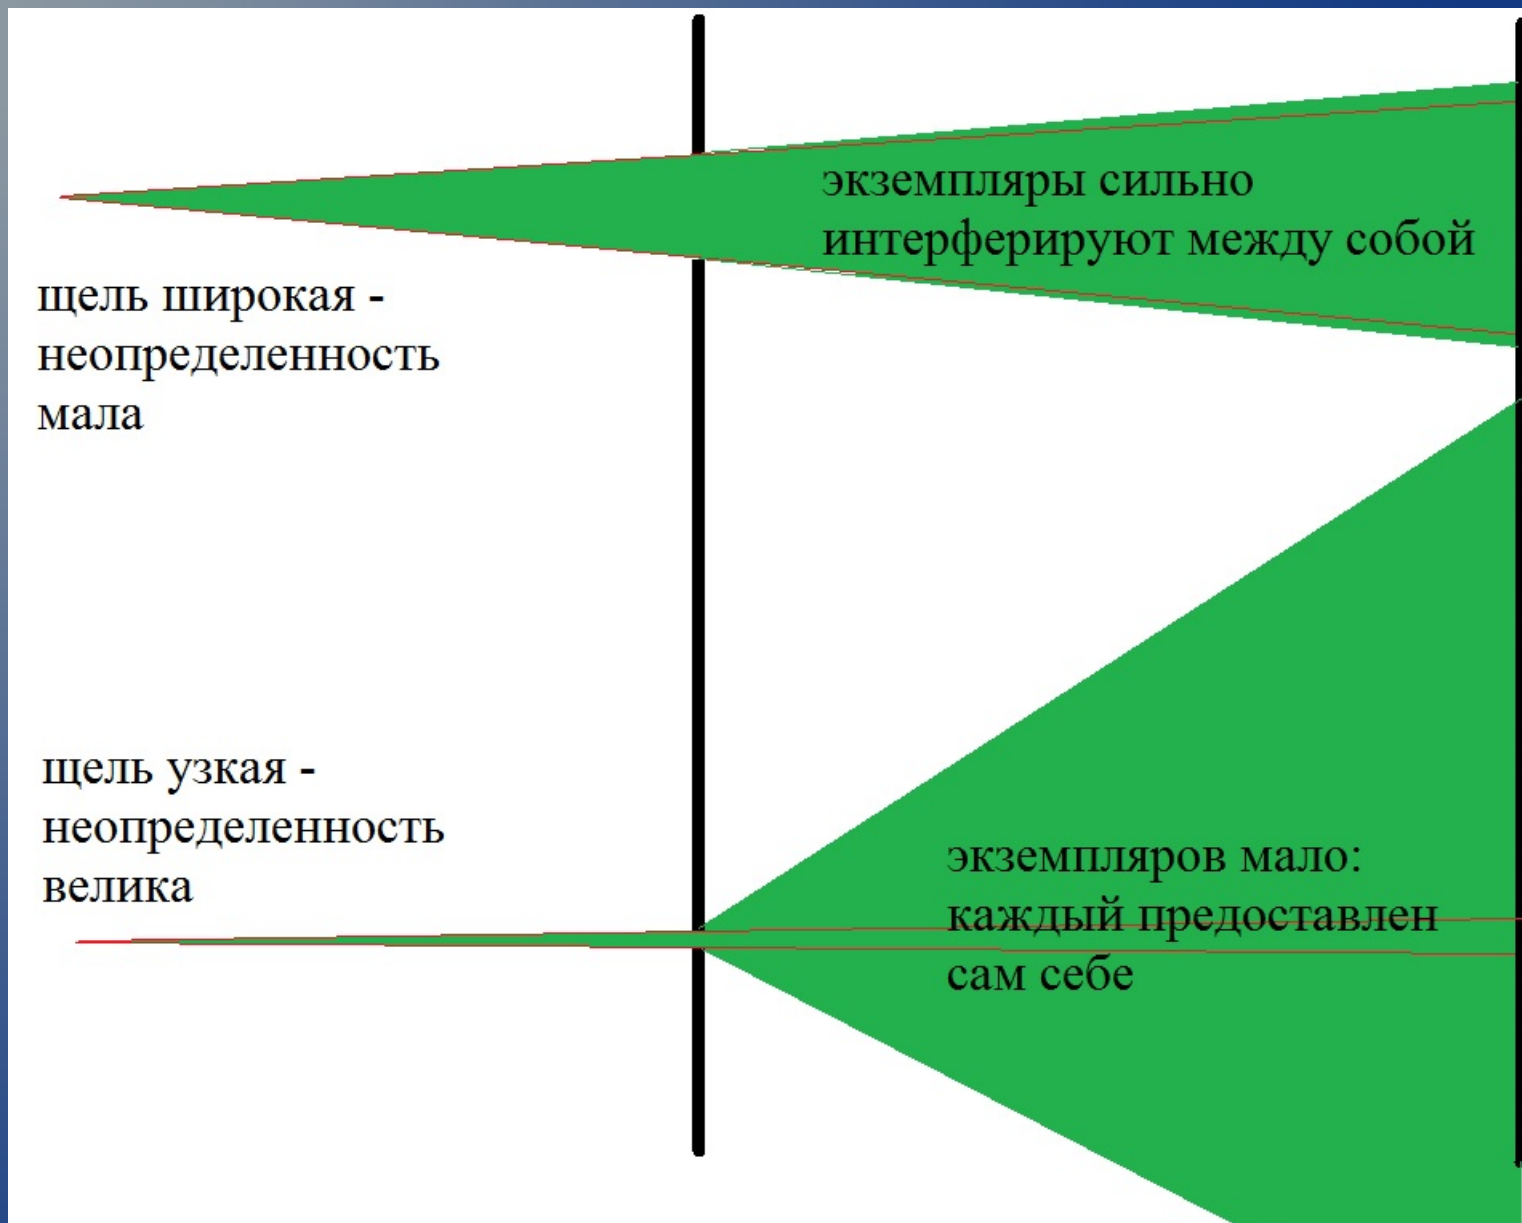 экземпляры сильно
интерферируют между собой
щель широкая -
неопределенность
мала
щель узкая -
неопределенность
велика
экземпляров мало:
каждый предоставлен
сам себе